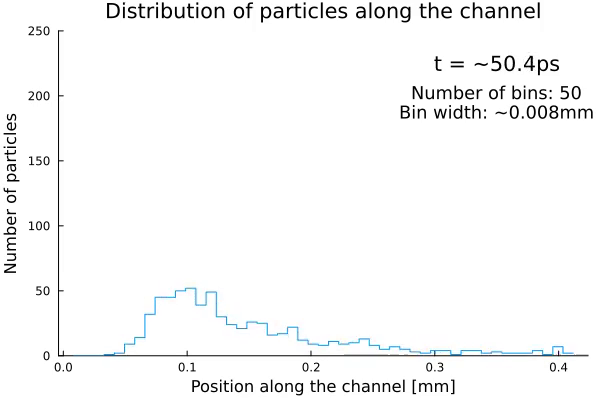 Distribution of particles along the channel
250
t = ~50.4ps
Number of bins: 50
200
Bin width: ~0.008mm
Number of particles
150
100
50
0
0.0 0.1 0.2 0.3 0.4
Position along the channel [mm]